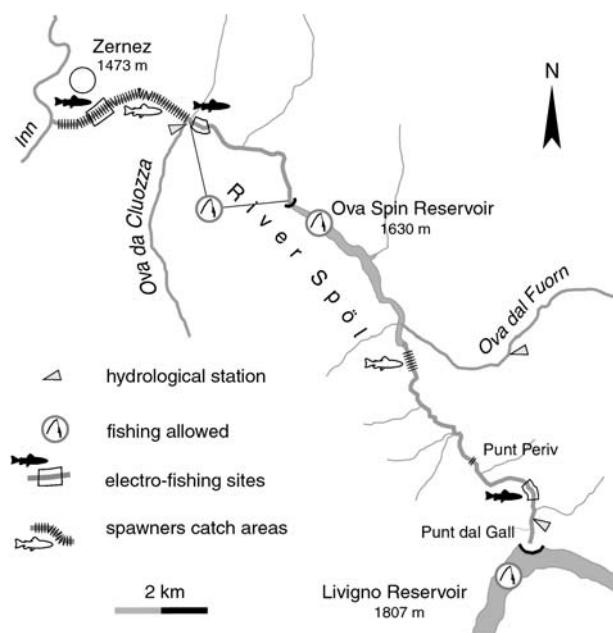 Zernez
1473 m
N
Inn
Ova da Cluozza
River Spöl
Ova Spin Reservoir
1630 m
Ova dal Fuorn
hydrological station
fishing allowed
Punt Periv
electro-fishing sites
spawners catch areas
Punt dal Gall
2 km
Livigno Reservoir
1807 m